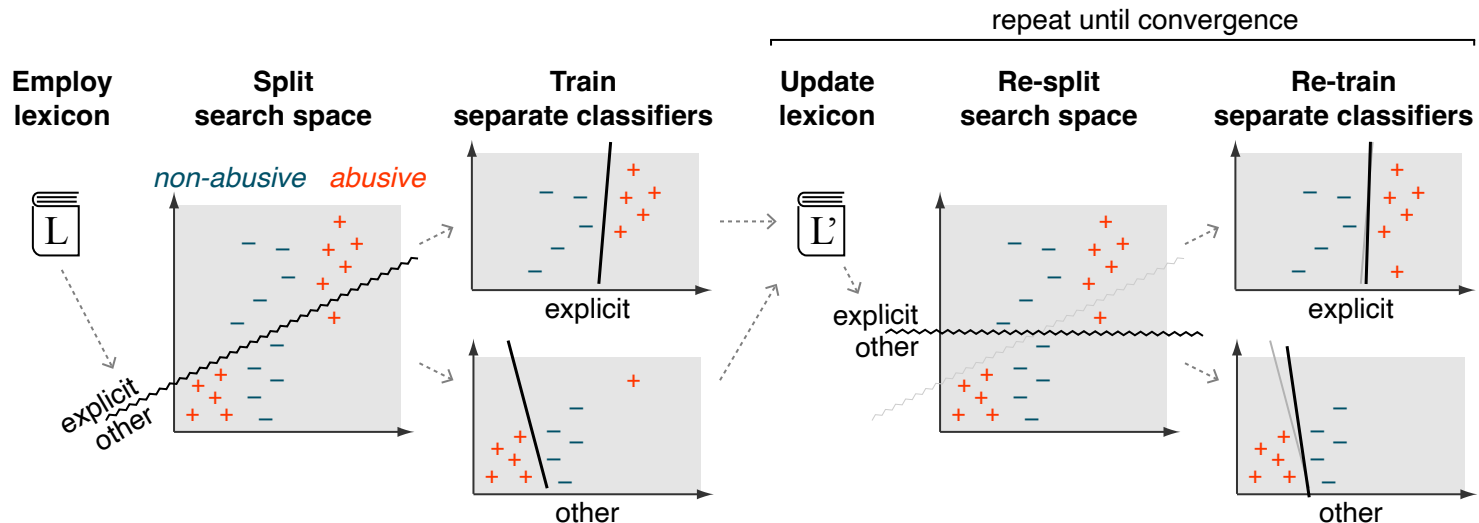 repeat until convergence
Employ
lexicon
Split
search space
Train
separate classifiers
Update
lexicon
Re-split
search space
Re-train
separate classifiers
L
non-abusive abusive
explicit
other
explicit
other
L’
explicit
other
explicit
other